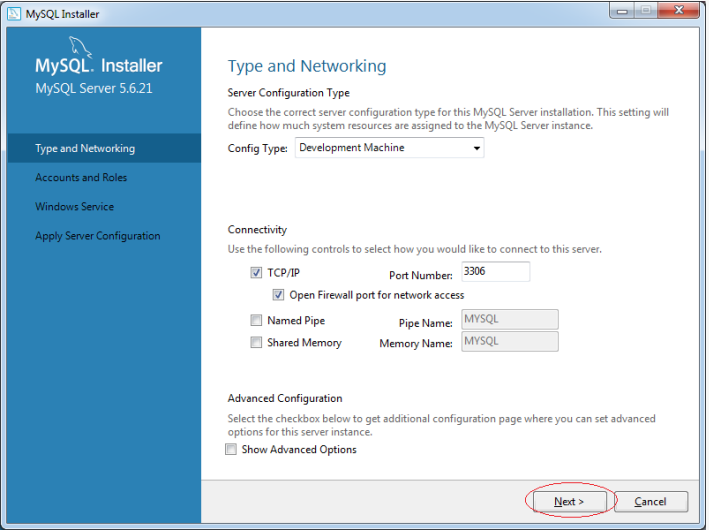 MySQL Installer
MySQL. Installer
MySQL Server 5.6.21
Type and Networking
Accounts and Roles
Windows Service
Apply Server Configuration
Type and Networking
Server Configuration Type
Choose the correct server configuration type for this MySQL Server installation. This setting will
define how much system resources are assigned to the MySQL Server instance.
Config Type: Development Machine
Connectivity
Use the following controls to select how you would like to connect to this server.
TCP/IP Port Number: 3306
Open Firewall port for network access
Named Pipe Pipe Name: MYSQL
Shared Memory Memory Name: MYSQL
Advanced Configuration
Select the checkbox below to get additional configuration page where you can set advanced
options for this server instance.
Show Advanced Options
Next > Cancel